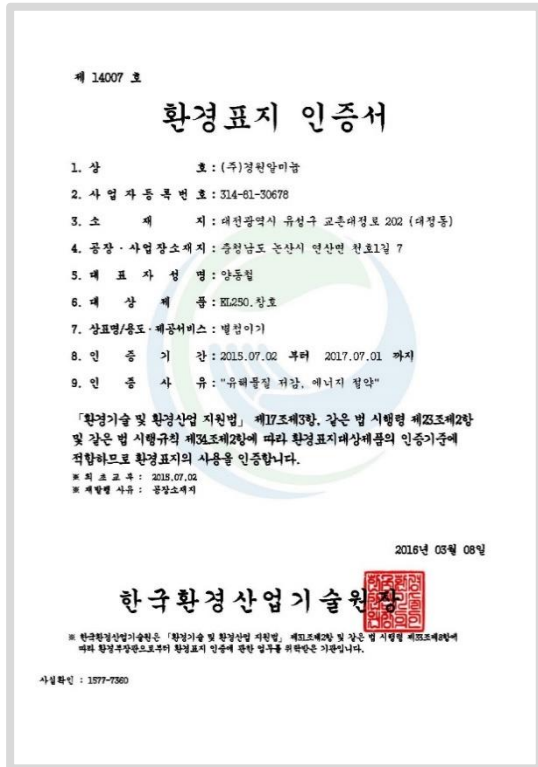 제 14007 호
환경표지 인증서
1. 상 호 : (주)경원알미늄
2. 사 업 자 등 록 번 호 : 314-81-30678
3. 소 재 지 : 대전광역시 유성구 교촌대정로 202 (대정동)
4. 공장 · 사업장소재지 : 충청남도 논산시 연산면 천호1길 7
5. 대 표 자 성 명 : 양동철
6. 대 상 제 품 : EL250.창호
7. 상표명/용도 · 제공서비스 : 별첨이기
8. 인 증 기 간 : 2015.07.02 부터 2017.07.01 까지
9. 인 증 사 유 : "유해물질 저감, 에너지 절약"
「환경기술 및 환경산업 지원법」 제17조제3항, 같은 법 시행령 제23조제2항
및 같은 법 시행규칙 제34조제2항에 따라 환경표지대상제품의 인증기준에
적합하므로 환경표지의 사용을 인증합니다.
※ 최 초 교 부 : 2015.07.02
※ 재발행 사유 : 공장소재지
2016년 03월 08일
한국환경산업기술원장
※ 한국환경산업기술원은 「환경기술 및 환경산업 지원법」 제31조제2항 및 같은 법 시행령 제33조제2항에
따라 환경부장관으로부터 환경표지 인증에 관한 업무를 위탁받은 기관입니다.
사실확인 : 1577-7360